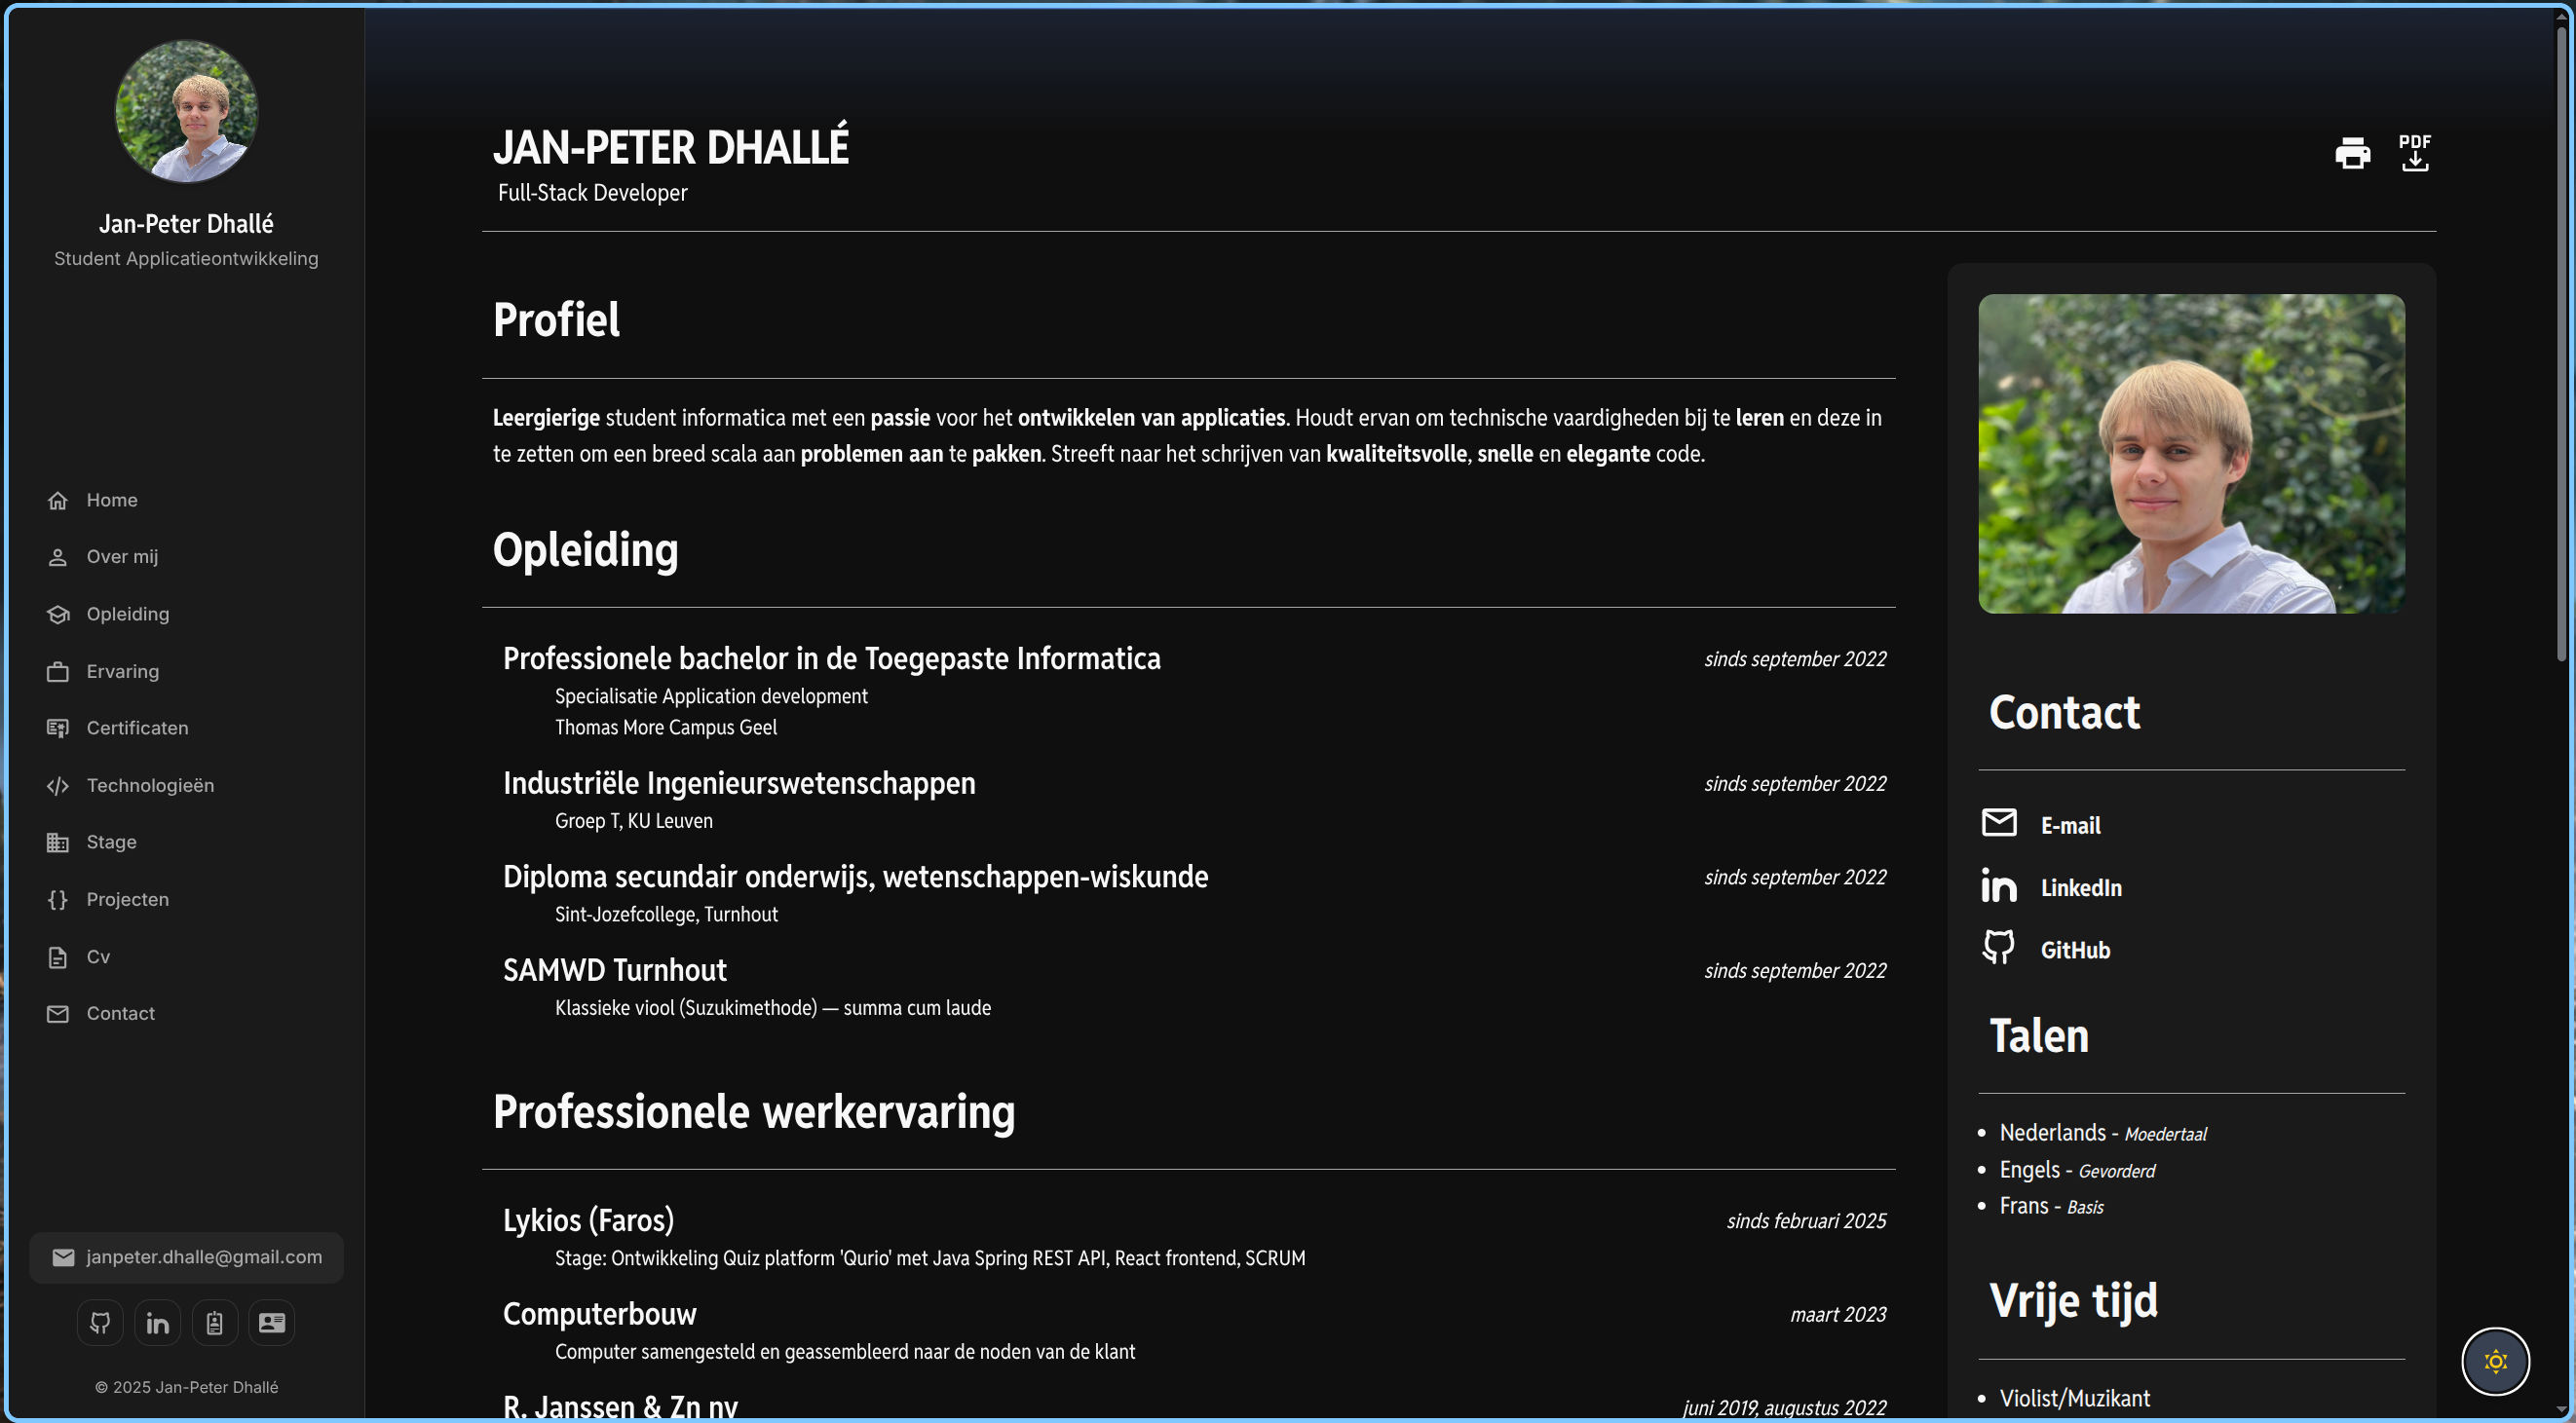 Jan-Peter Dhallé
Student Applicatieontwikkeling
Home
Over mij
Opleiding
Ervaring
Certificaten
Technologieën
Stage
Projecten
Cv
Contact
janpeter.dhalle@gmail.com
© 2025 Jan-Peter Dhallé
JAN-PETER DHALLÉ
Full-Stack Developer
PDF
Profiel
Leergierige student informatica met een passie voor het ontwikkelen van applicaties. Houdt ervan om technische vaardigheden bij te leren en deze in
te zetten om een breed scala aan problemen aan te pakken. Streeft naar het schrijven van kwaliteitsvolle, snelle en elegante code.
Opleiding
Professionele bachelor in de Toegepaste Informatica
sinds september 2022
Specialisatie Application development
Thomas More Campus Geel
Industriële Ingenieurswetenschappen
sinds september 2022
Groep T, KU Leuven
Diploma secundair onderwijs, wetenschappen-wiskunde
sinds september 2022
Sint-Jozefcollege, Turnhout
SAMWD Turnhout
sinds september 2022
Klassieke viool (Suzukimethode) — summa cum laude
Professionele werkervaring
Lykios (Faros)
sinds februari 2025
Stage: Ontwikkeling Quiz platform 'Qurio' met Java Spring REST API, React frontend, SCRUM
Computerbouw
maart 2023
Computer samengesteld en geassembleerd naar de noden van de klant
R. Janssen & Zn nv
juni 2019, augustus 2022
Contact
E-mail
LinkedIn
GitHub
Talen
Nederlands - Moedertaal
Engels - Gevorderd
Frans - Basis
Vrije tijd
Violist/Muzikant